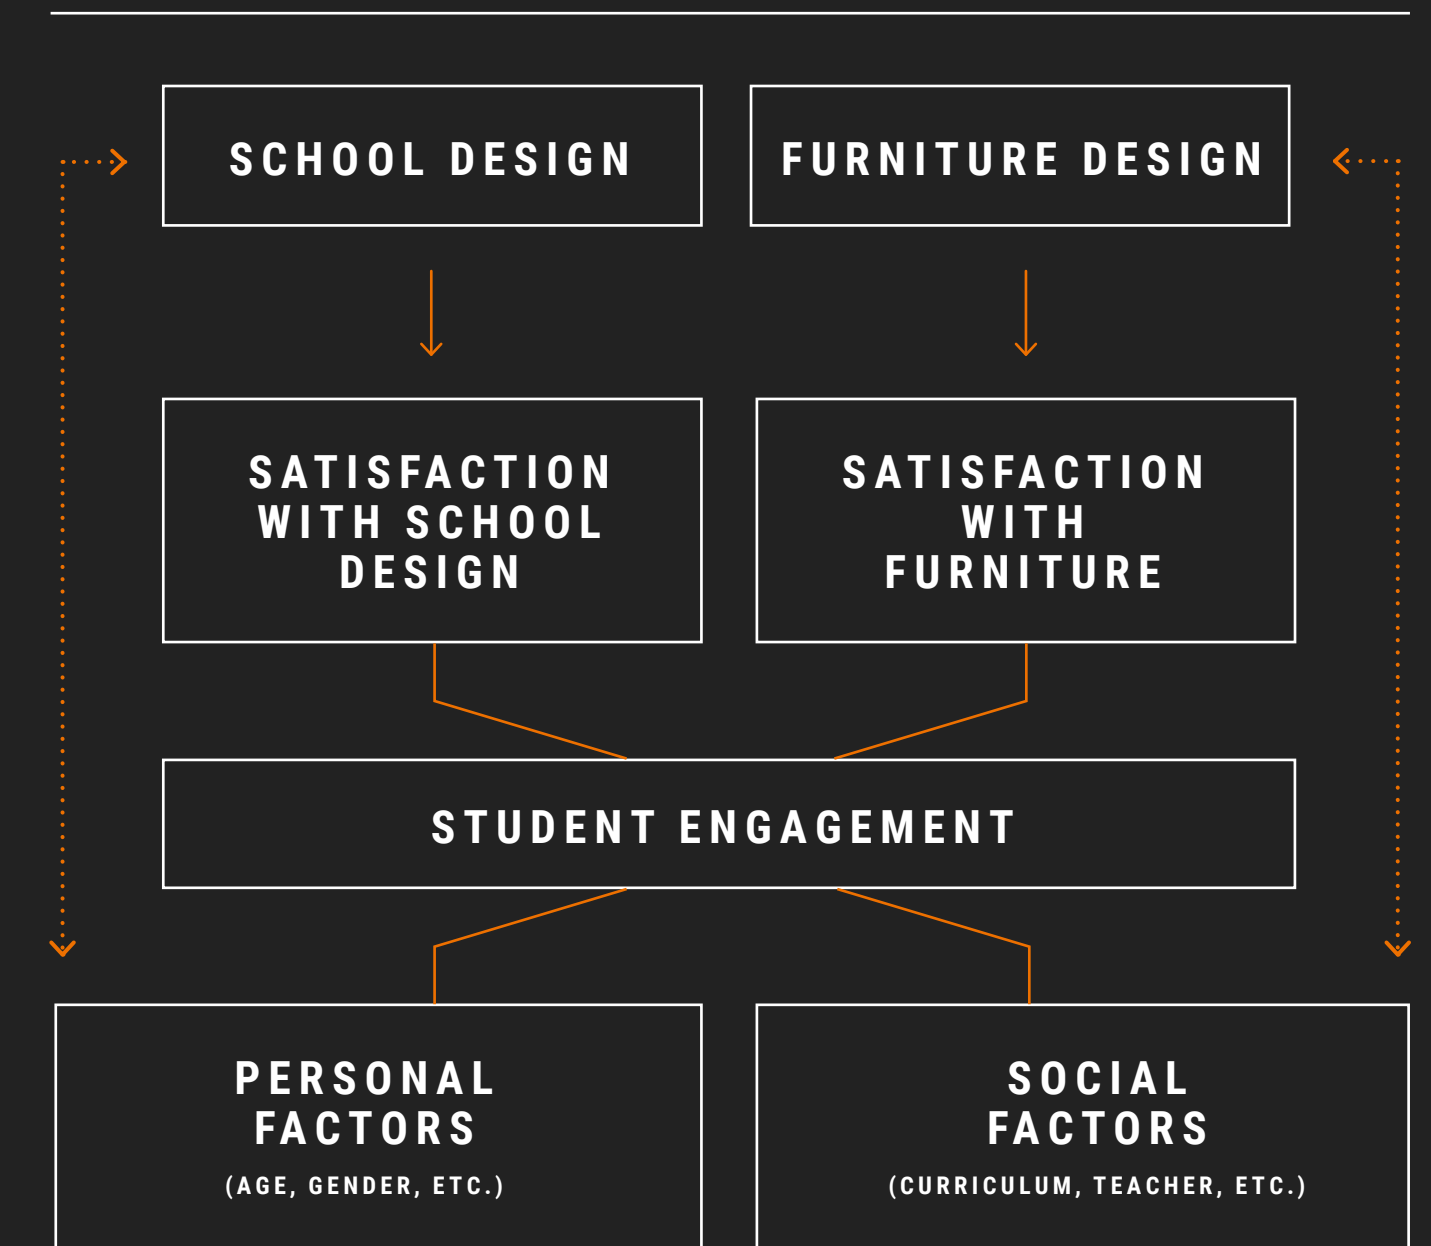 SCHOOL DESIGN
FURNITURE DESIGN
SATISFACTION
WITH SCHOOL
DESIGN
SATISFACTION
WITH
FURNITURE
STUDENT ENGAGEMENT
PERSONAL
FACTORS
(AGE, GENDER, ETC.)
SOCIAL
FACTORS
(CURRICULUM, TEACHER, ETC.)